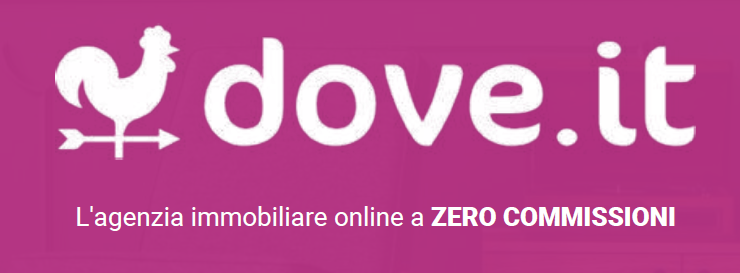 dove.it
L'agenzia immobiliare online a ZERO COMMISSIONI